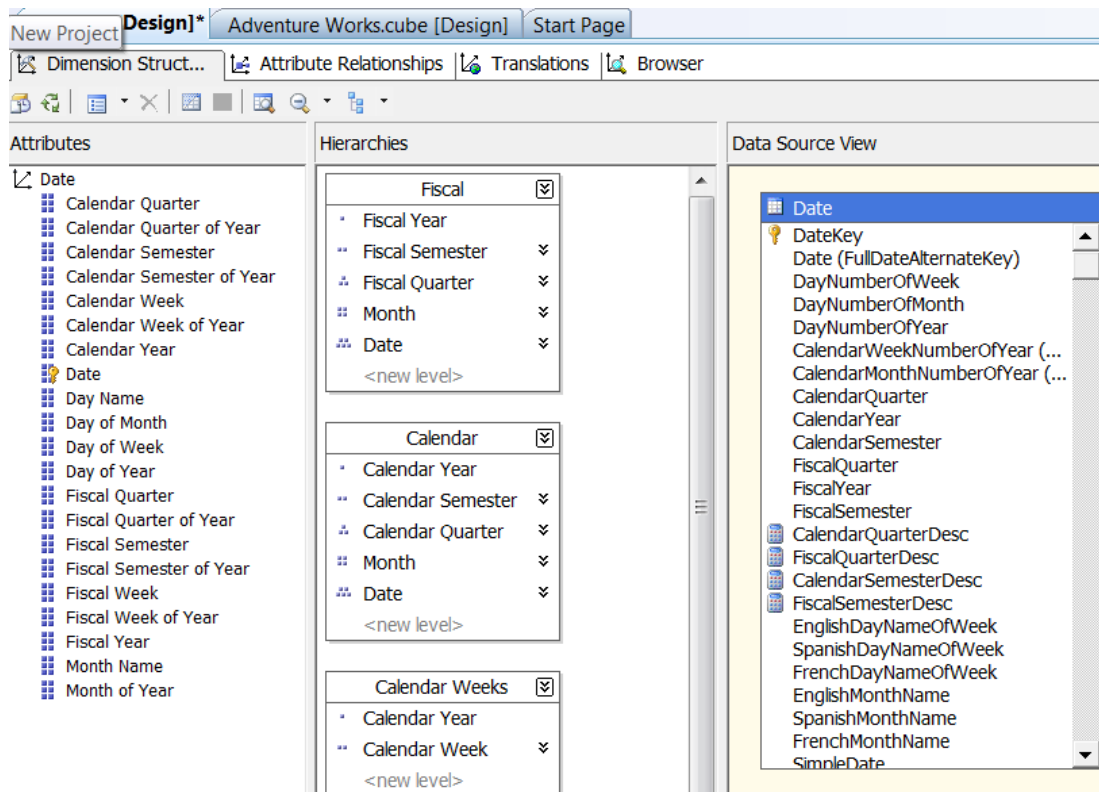 New Project
Design]* Adventure Works.cube [Design] Start Page
Dimension Struct... Attribute Relationships Translations Browser
Attributes
Date
Calendar Quarter
Calendar Quarter of Year
Calendar Semester
Calendar Semester of Year
Calendar Week
Calendar Week of Year
Calendar Year
Date
Day Name
Day of Month
Day of Week
Day of Year
Fiscal Quarter
Fiscal Quarter of Year
Fiscal Semester
Fiscal Semester of Year
Fiscal Week
Fiscal Week of Year
Fiscal Year
Month Name
Month of Year
Hierarchies
Fiscal
Fiscal Year
Fiscal Semester
Fiscal Quarter
Month
Date
<new level>
Calendar
Calendar Year
Calendar Semester
Calendar Quarter
Month
Date
<new level>
Calendar Weeks
Calendar Year
Calendar Week
<new level>
Data Source View
Date
DateKey
Date (FullDateAlternateKey)
DayNumberOfWeek
DayNumberOfMonth
DayNumberOfYear
CalendarWeekNumberOfYear (...
CalendarMonthNumberOfYear (...
CalendarQuarter
CalendarYear
CalendarSemester
FiscalQuarter
FiscalYear
FiscalSemester
CalendarQuarterDesc
FiscalQuarterDesc
CalendarSemesterDesc
FiscalSemesterDesc
EnglishDayNameOfWeek
SpanishDayNameOfWeek
FrenchDayNameOfWeek
EnglishMonthName
SpanishMonthName
FrenchMonthName
SimpleDate